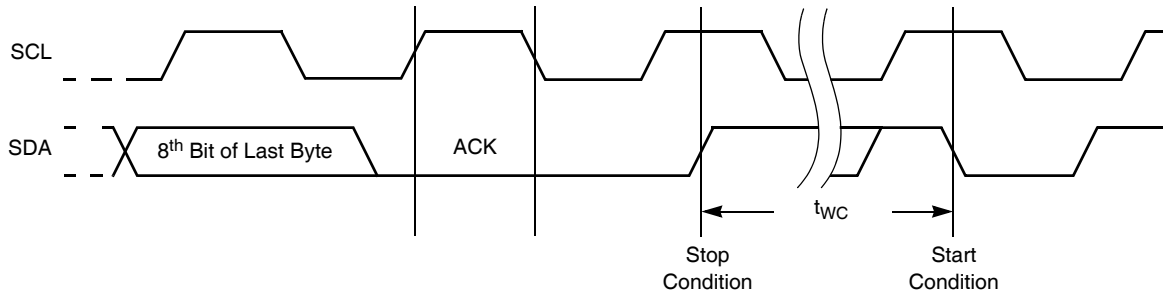 SCL
SDA
8th Bit of Last Byte
ACK
tWC
Stop
Condition
Start
Condition